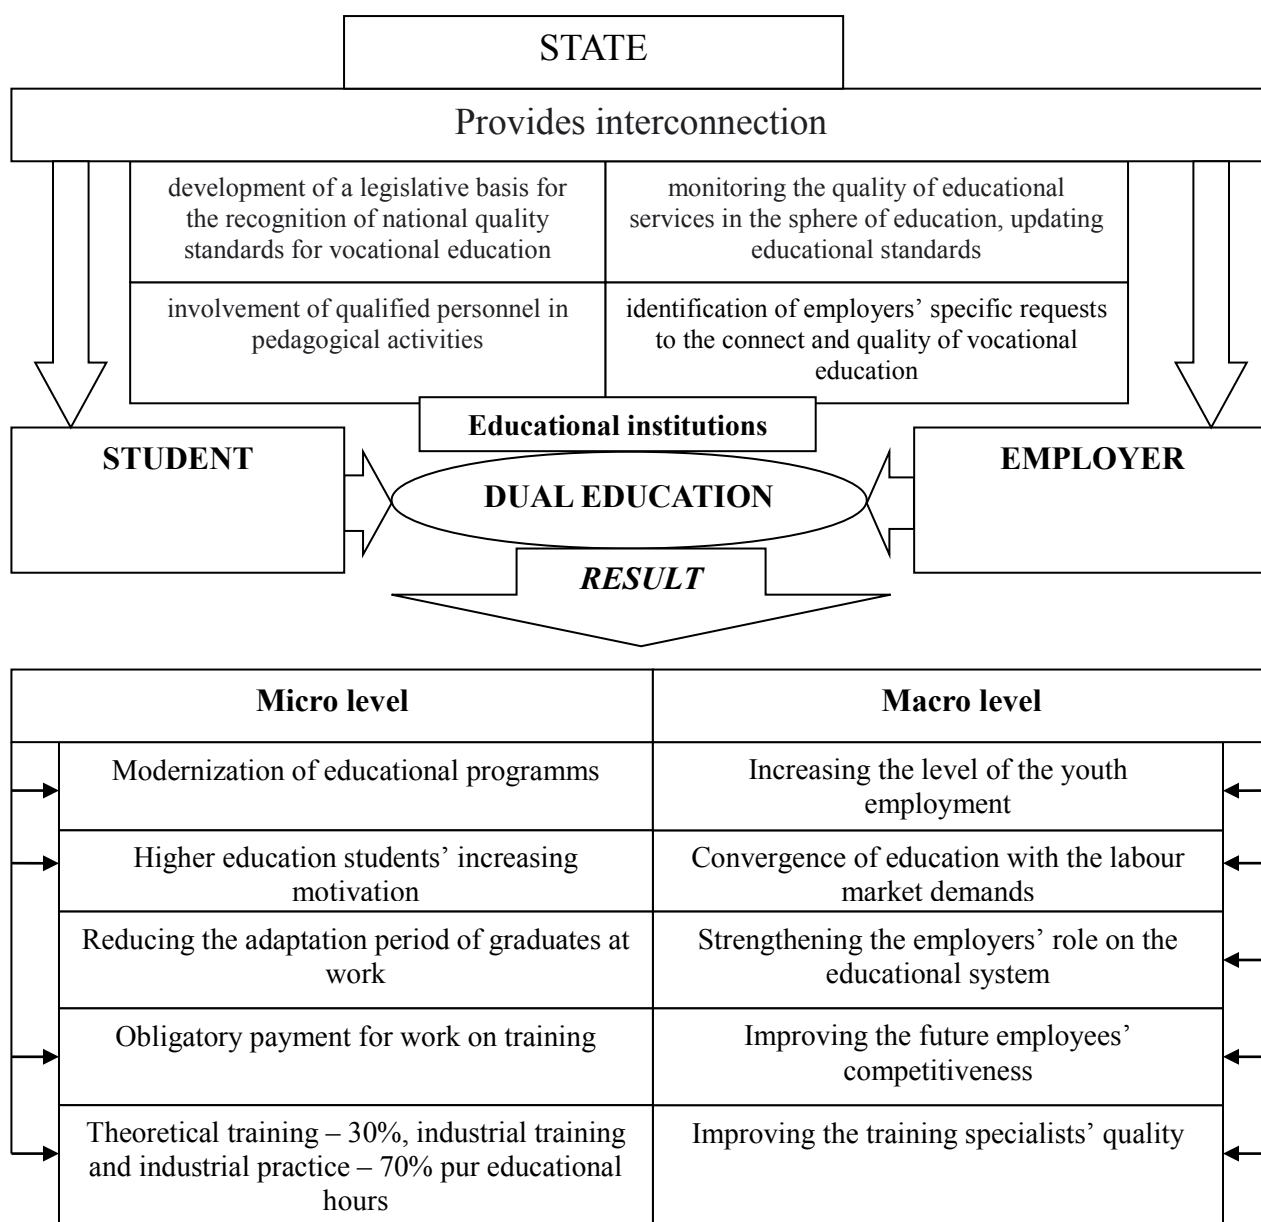 STATE
Provides interconnection
development of a legislative basis for
the recognition of national quality
standards for vocational education
monitoring the quality of educational
services in the sphere of education, updating
educational standards
involvement of qualified personnel in
pedagogical activities
identification of employers’ specific requests
to the connect and quality of vocational
education
Educational institutions
STUDENT
DUAL EDUCATION
EMPLOYER
RESULT
Micro level
Macro level
Modernization of educational programms
Increasing the level of the youth
employment
Higher education students’ increasing
motivation
Convergence of education with the labour
market demands
Reducing the adaptation period of graduates at
work
Strengthening the employers’ role on the
educational system
Obligatory payment for work on training
Improving the future employees’
competitiveness
Theoretical training – 30%, industrial training
and industrial practice – 70% pur educational
hours
Improving the training specialists’ quality